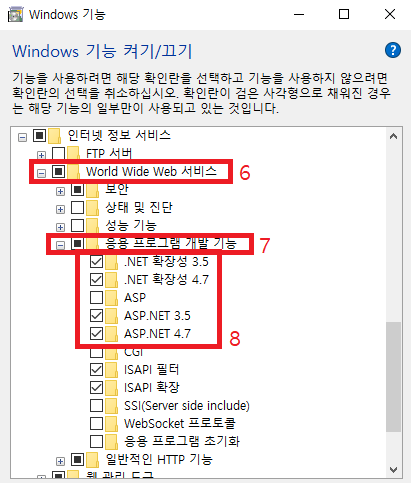 Windows 기능
Windows 기능 켜기/끄기
기능을 사용하려면 해당 확인란을 선택하고 기능을 사용하지 않으려면
확인란의 선택을 취소하십시오. 확인란이 검은 사각형으로 채워진 경우
는 해당 기능의 일부만이 사용되고 있는 것입니다.
인터넷 정보 서비스
FTP 서버
World Wide Web 서비스 6
보안
상태 및 진단
성능 기능
응용 프로그램 개발 기능 7
.NET 확장성 3.5
.NET 확장성 4.7
ASP
ASP.NET 3.5
ASP.NET 4.7
8
CGI
ISAPI 필터
ISAPI 확장
SSI(Server side include)
WebSocket 프로토콜
응용 프로그램 초기화
일반적인 HTTP 기능
웹 관리 도구